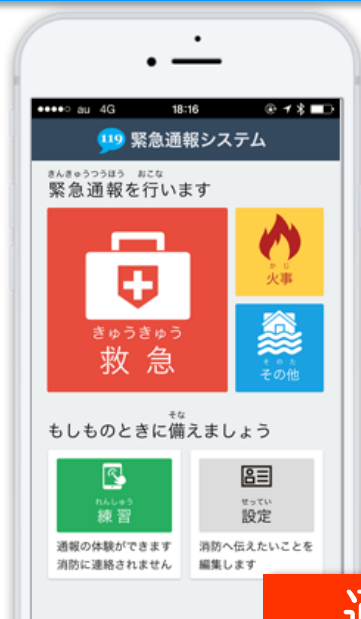 au 4G 18:16
119 緊急通報システム
きんきゅうつうほう おこな
緊急通報を行います
かじ
火事
きゅうきゅう
救急
そのた
その他
そな
もしものときに備えましょう
れんしゅう
練習
せってい
設定
通報の体験ができます
消防に連絡されません
消防へ伝えたいことを
編集します